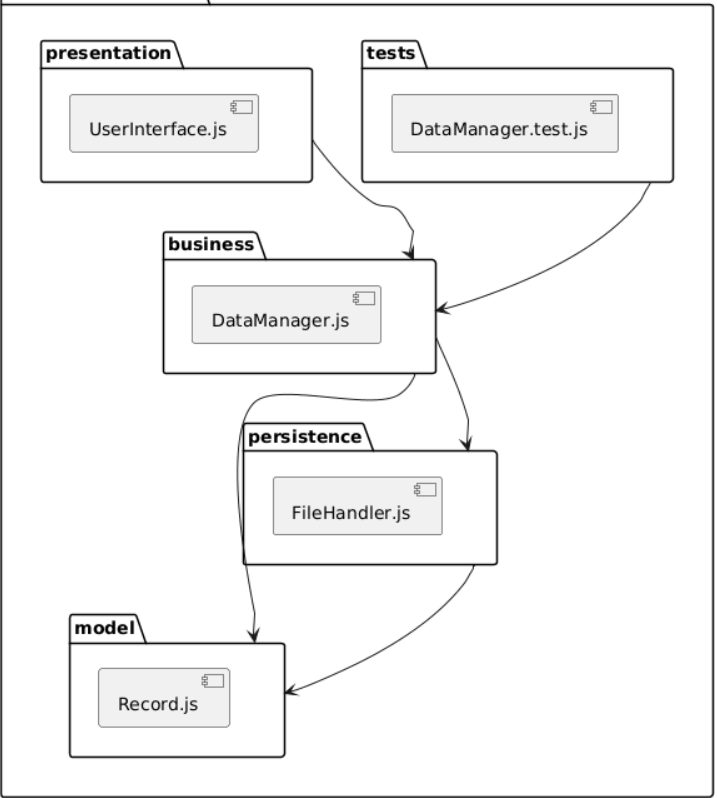 presentation
tests
UserInterface.js
DataManager.test.js
business
DataManager.js
persistence
FileHandler.js
model
Record.js